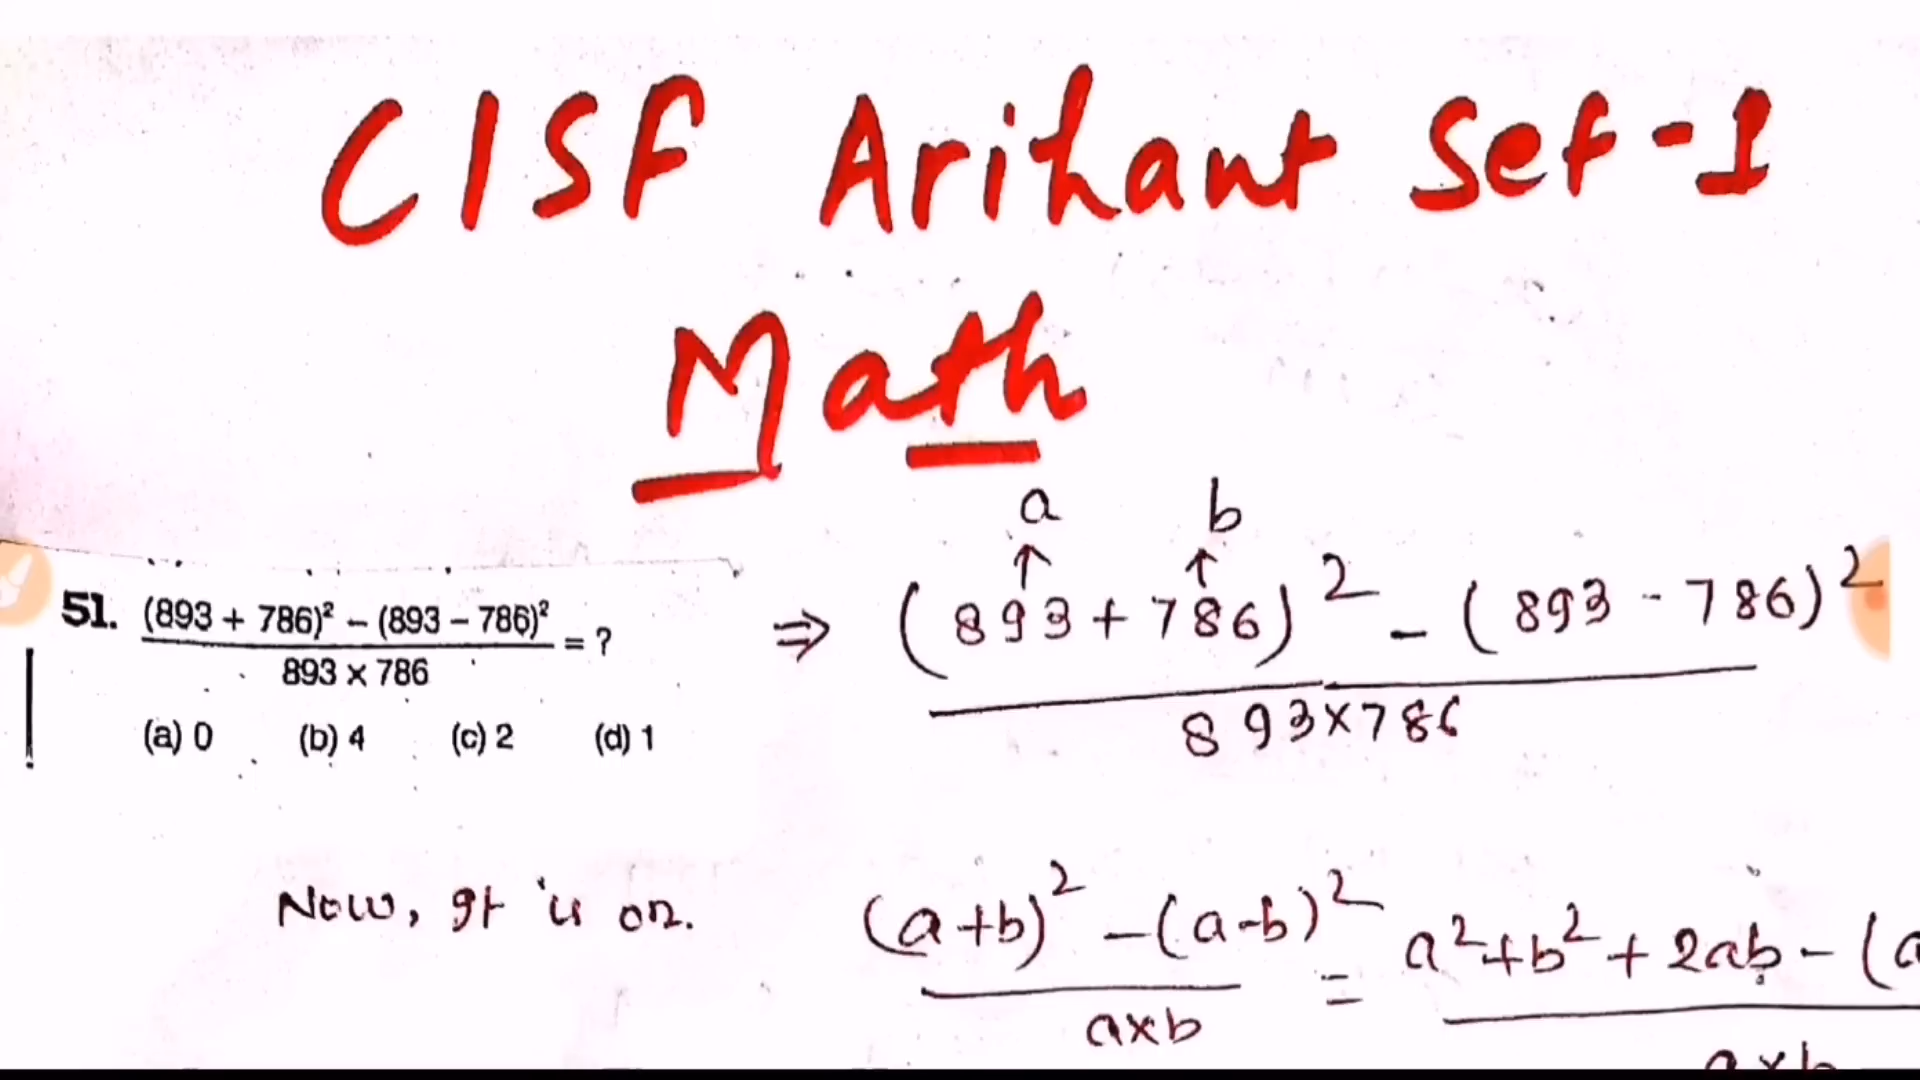 CISF Arihant Set-1
Math
51. (893 + 786)² – (893 – 786)² / 893 × 786 = ?
(a) 0 (b) 4 (c) 2 (d) 1
a b
⇒ (893+786)² - (893-786)²
893×786
Now, It is on.
(a+b)² - (a-b)² / a×b = a²+b²+2ab - (a
a×b